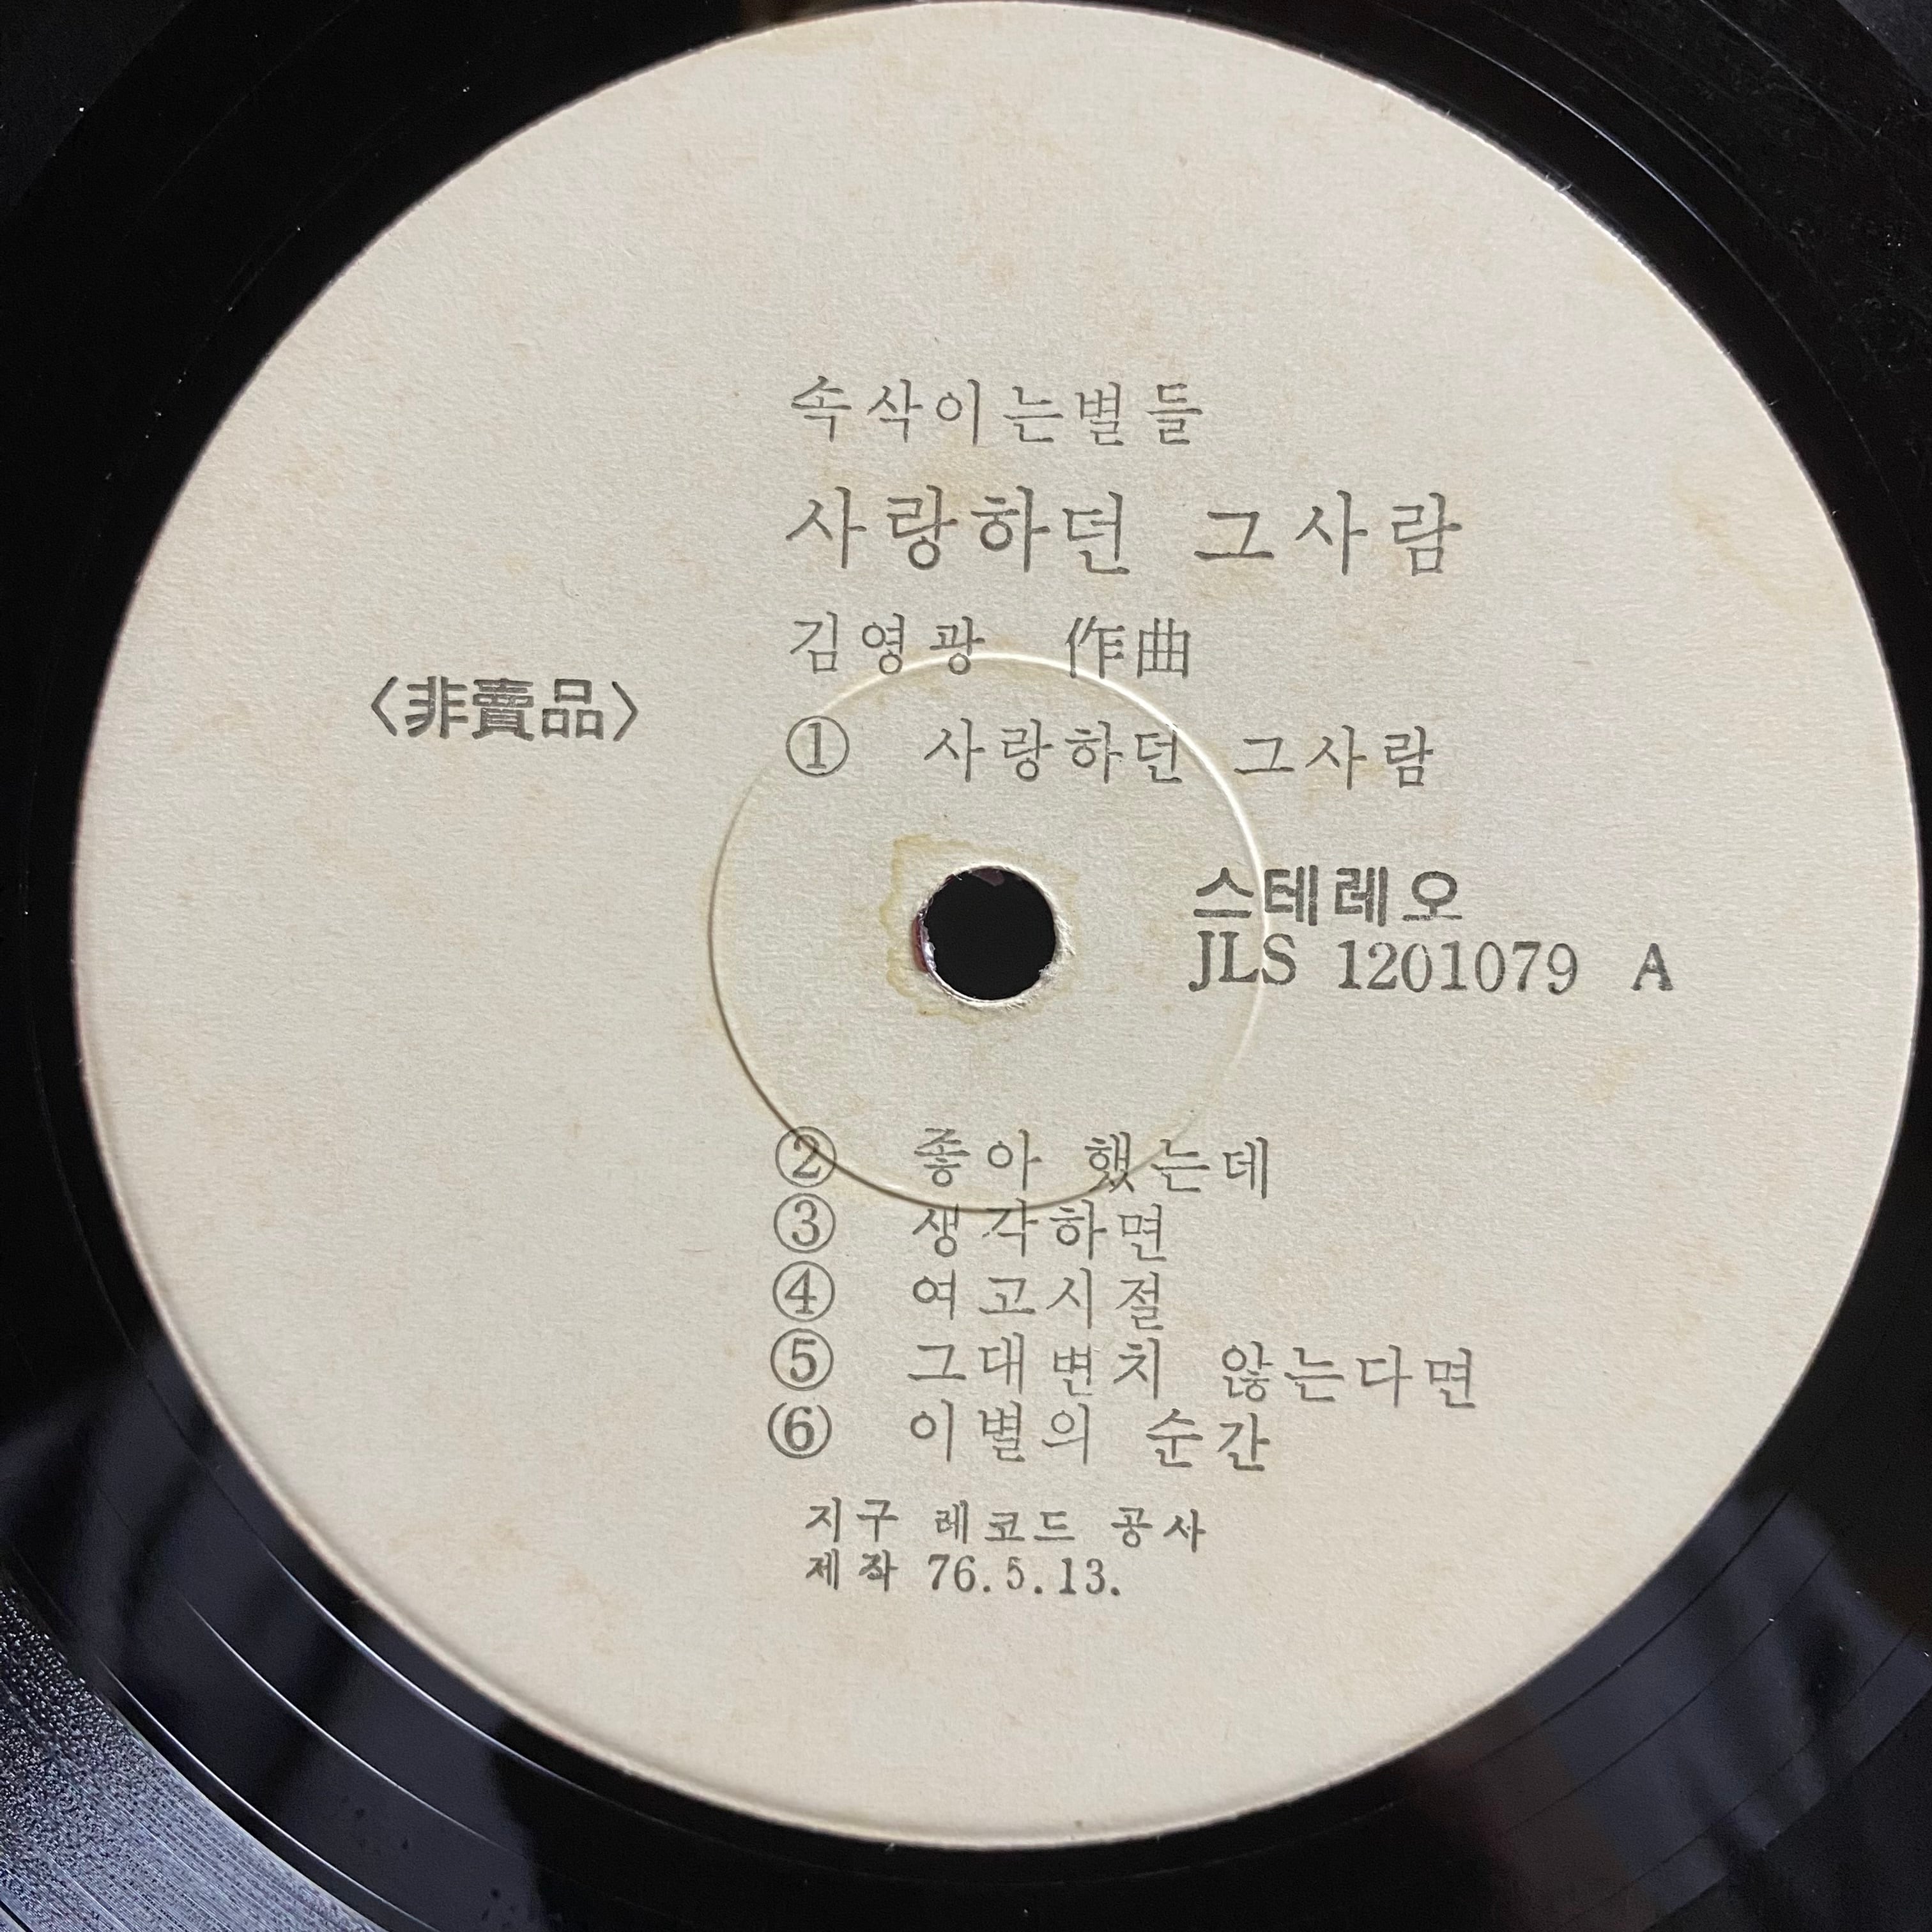 속삭이는별들
사랑하던 그사람
김영광 作曲
<非賣品>
① 사랑하던 그사람
스테레오
JLS 1201079 A
② 좋아 했는데
③ 생각하면
④ 여고시절
⑤ 그대변치 않는다면
⑥ 이별의 순간
지구 레코드 공사
제작 76.5.13.